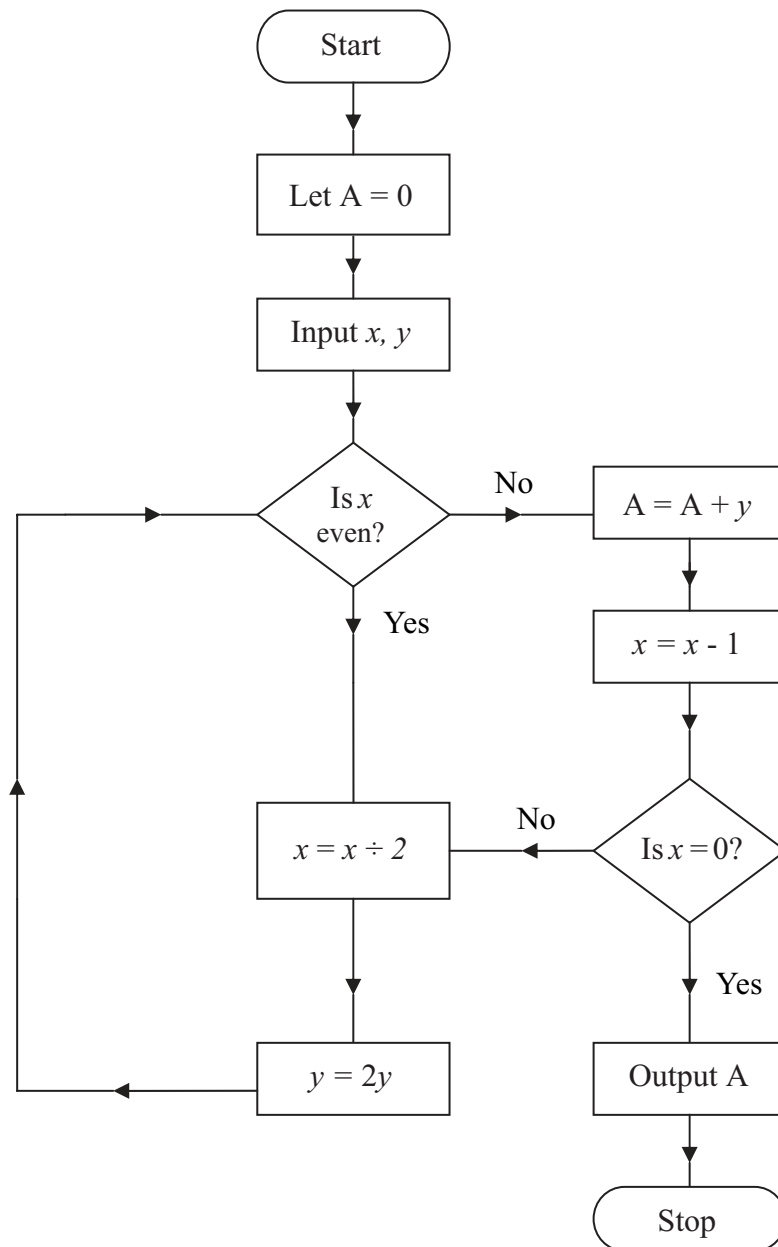 Start
Let A = 0
Input x, y
Is x
even?
No
A = A + y
Yes
x = x - 1
No
x = x ÷ 2
Is x = 0?
Yes
y = 2y
Output A
Stop